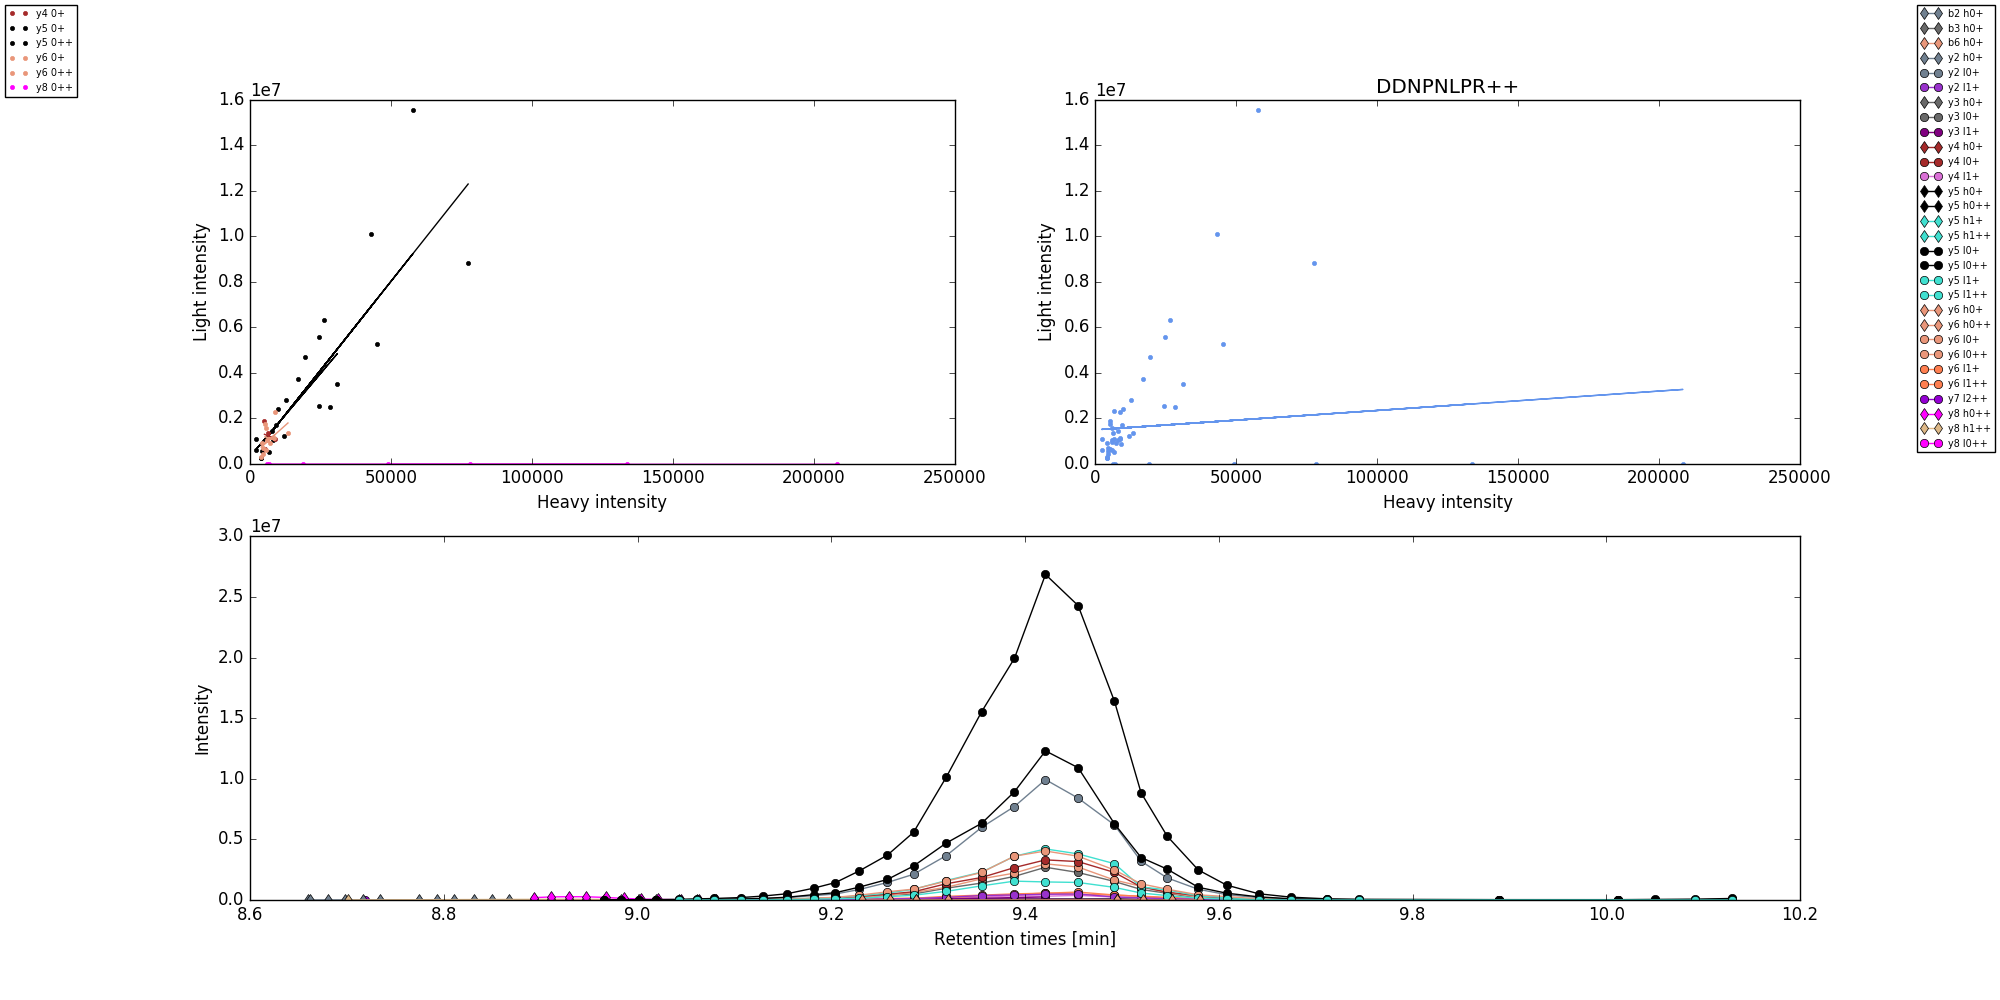 y4 0+
y5 0+
y5 0++
y6 0+
y6 0++
y8 0++
1e7
1.6
1.4
1.2
1.0
0.8
0.6
0.4
0.2
0.0
Light intensity
0 50000 100000 150000 200000 250000
Heavy intensity
DDNPNLPR++
1e7
1.6
1.4
1.2
1.0
0.8
0.6
0.4
0.2
0.0
Light intensity
0 50000 100000 150000 200000 250000
Heavy intensity
b2 h0+
b3 h0+
b6 h0+
y2 h0+
y2 l0+
y2 l1+
y3 h0+
y3 l0+
y3 l1+
y4 h0+
y4 l0+
y4 l1+
y5 h0+
y5 h0++
y5 h1+
y5 h1++
y5 l0+
y5 l0++
y5 l1+
y5 l1++
y6 h0+
y6 h0++
y6 l0+
y6 l0++
y6 l1+
y6 l1++
y7 l2++
y8 h0++
y8 h1++
y8 l0++
1e7
3.0
2.5
2.0
1.5
1.0
0.5
0.0
Intensity
8.6 8.8 9.0 9.2 9.4 9.6 9.8 10.0 10.2
Retention times [min]